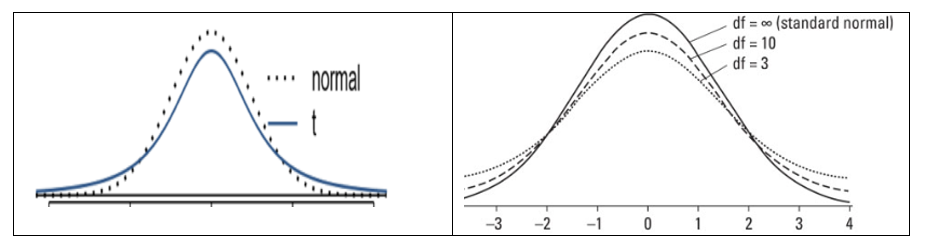 normal
t
df = ∞ (standard normal)
df = 10
df = 3
–3 –2 –1 0 1 2 3 4